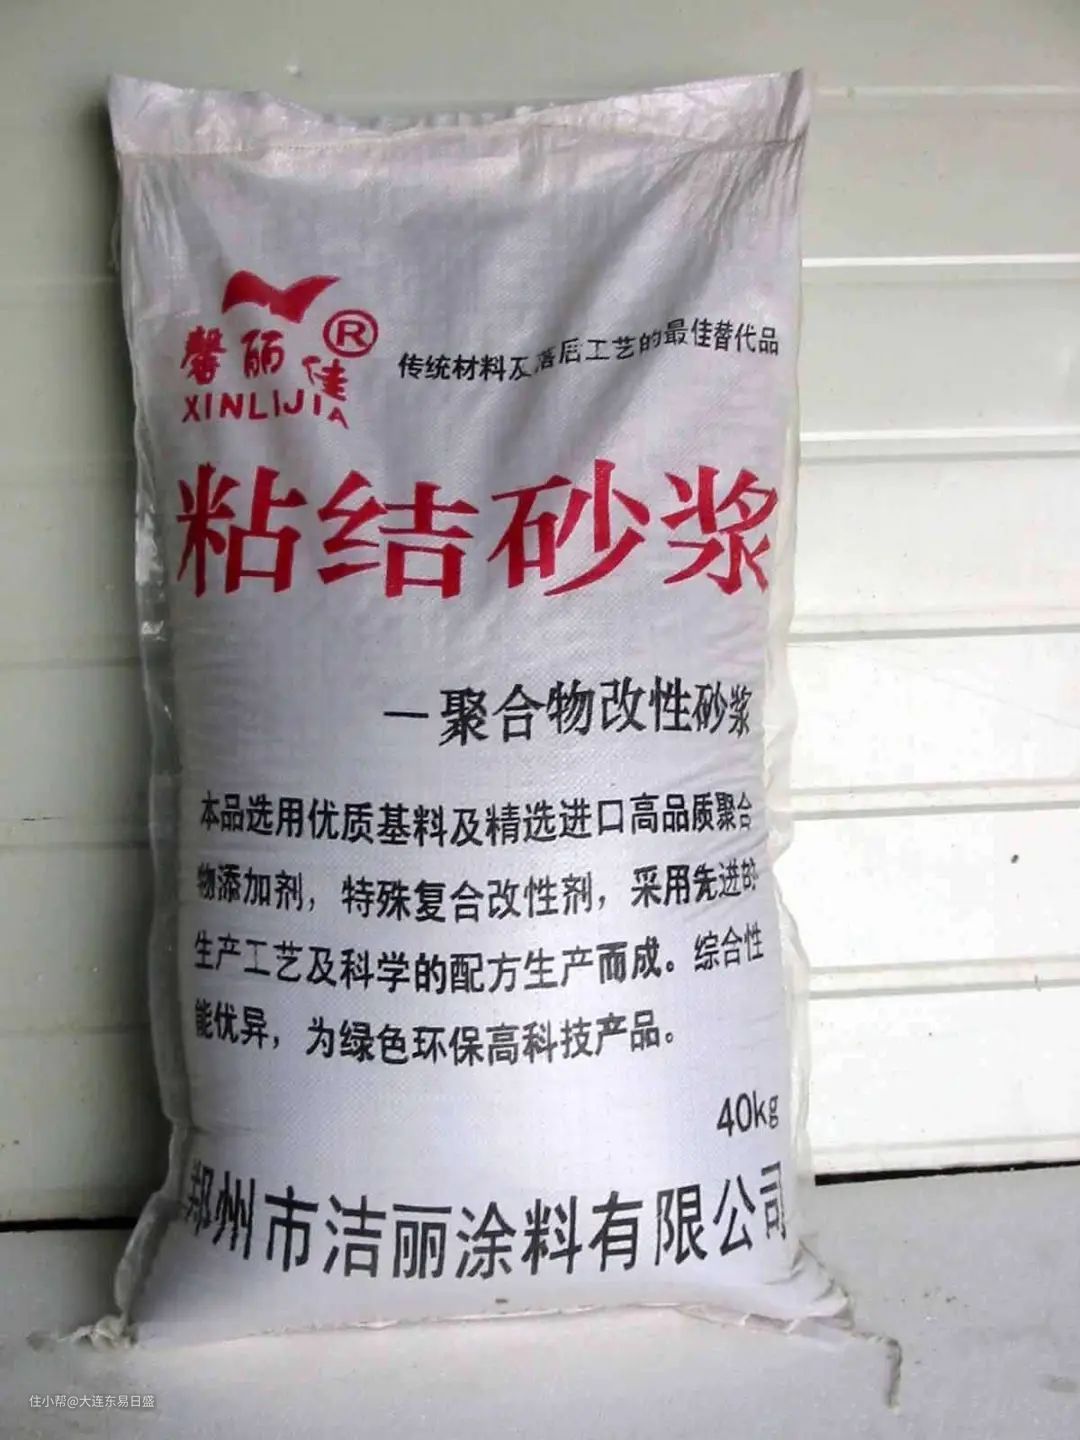 馨丽佳®
XINLIJIA
传统材料及落后工艺的最佳替代品
粘结砂浆
—聚合物改性砂浆
本品选用优质基料及精选进口高品质聚合
物添加剂，特殊复合改性剂，采用先进的
生产工艺及科学的配方生产而成。综合性
能优异，为绿色环保高科技产品。
40kg
郑州市洁丽涂料有限公司
住小帮@大连东易日盛